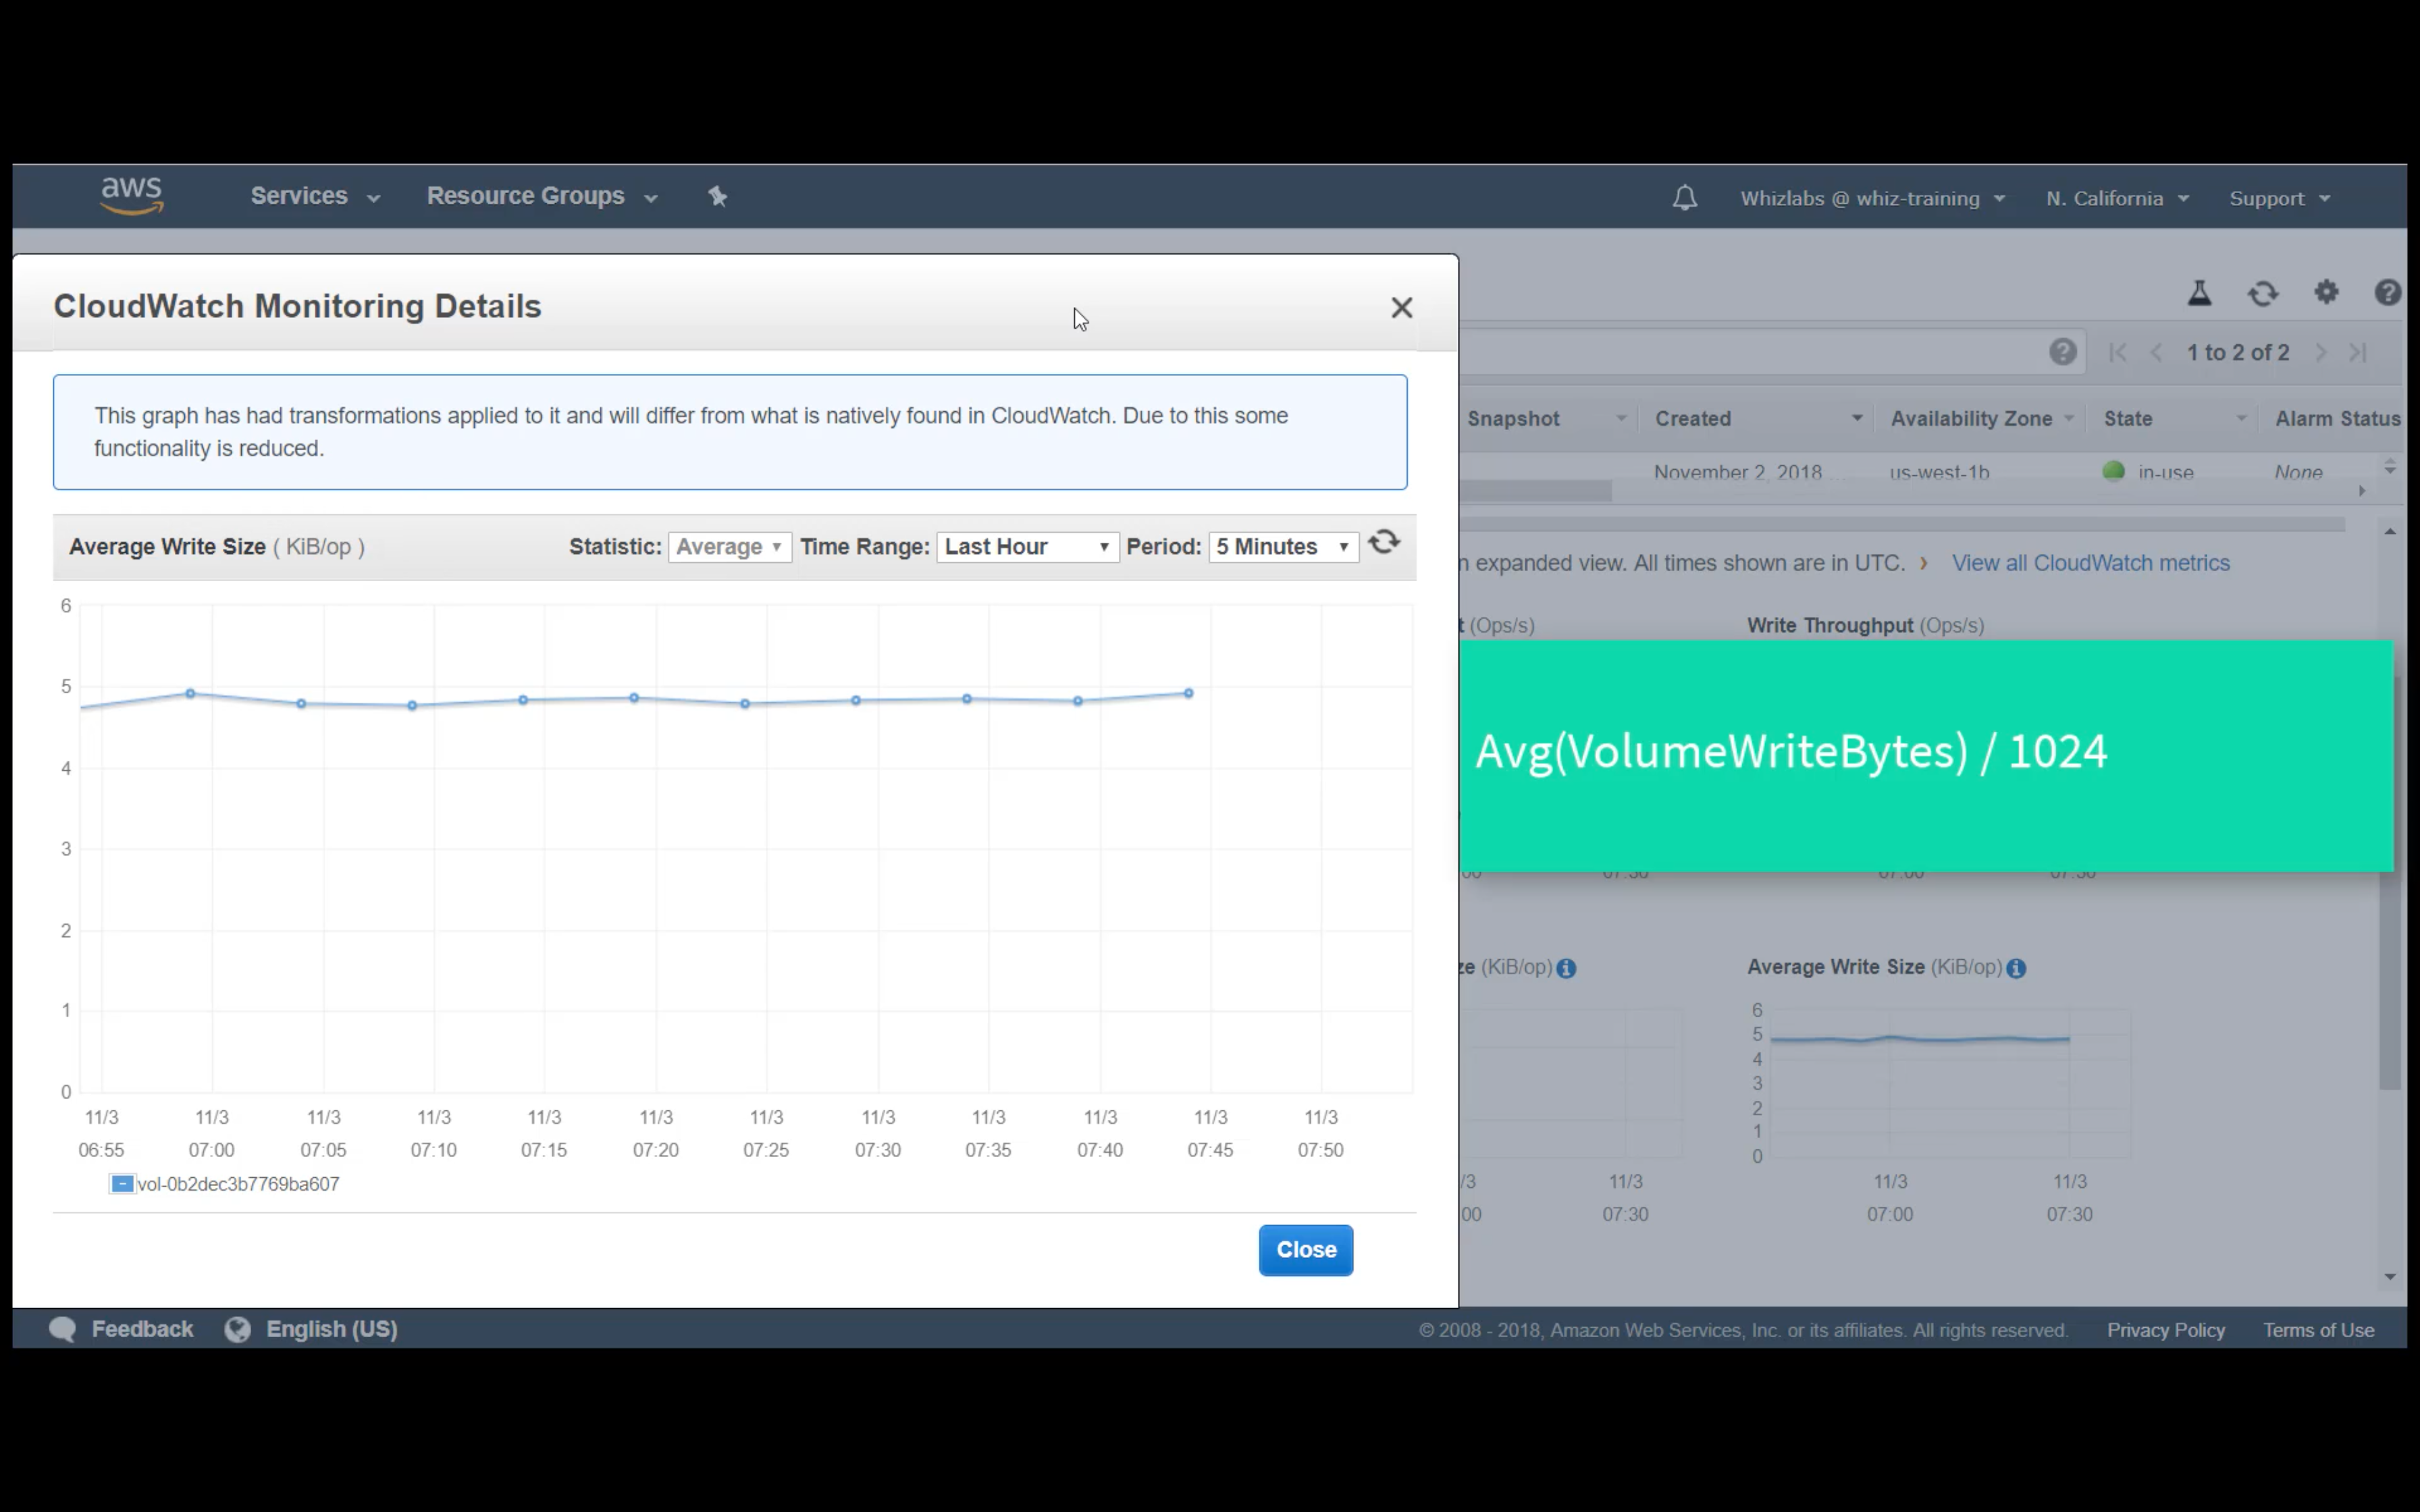 aws Services Resource Groups Whizlabs @ whiz-training N. California Support
CloudWatch Monitoring Details
This graph has had transformations applied to it and will differ from what is natively found in CloudWatch. Due to this some
functionality is reduced.
Average Write Size ( KiB/op ) Statistic: Average Time Range: Last Hour Period: 5 Minutes
6
5
4
3
2
1
0
11/3 11/3 11/3 11/3 11/3 11/3 11/3 11/3 11/3 11/3 11/3 11/3
06:55 07:00 07:05 07:10 07:15 07:20 07:25 07:30 07:35 07:40 07:45 07:50
vol-0b2dec3b7769ba607
Close
1 to 2 of 2
Snapshot Created Availability Zone State Alarm Status
November 2, 2018 ... us-west-1b in-use None
expanded view. All times shown are in UTC. › View all CloudWatch metrics
(Ops/s) Write Throughput (Ops/s)
Avg(VolumeWriteBytes) / 1024
00 07:30 07:00 07:30
ze (KiB/op) Average Write Size (KiB/op)
6
5
4
3
2
1
0
/3 11/3 11/3 11/3
00 07:30 07:00 07:30
Feedback English (US) © 2008 - 2018, Amazon Web Services, Inc. or its affiliates. All rights reserved. Privacy Policy Terms of Use